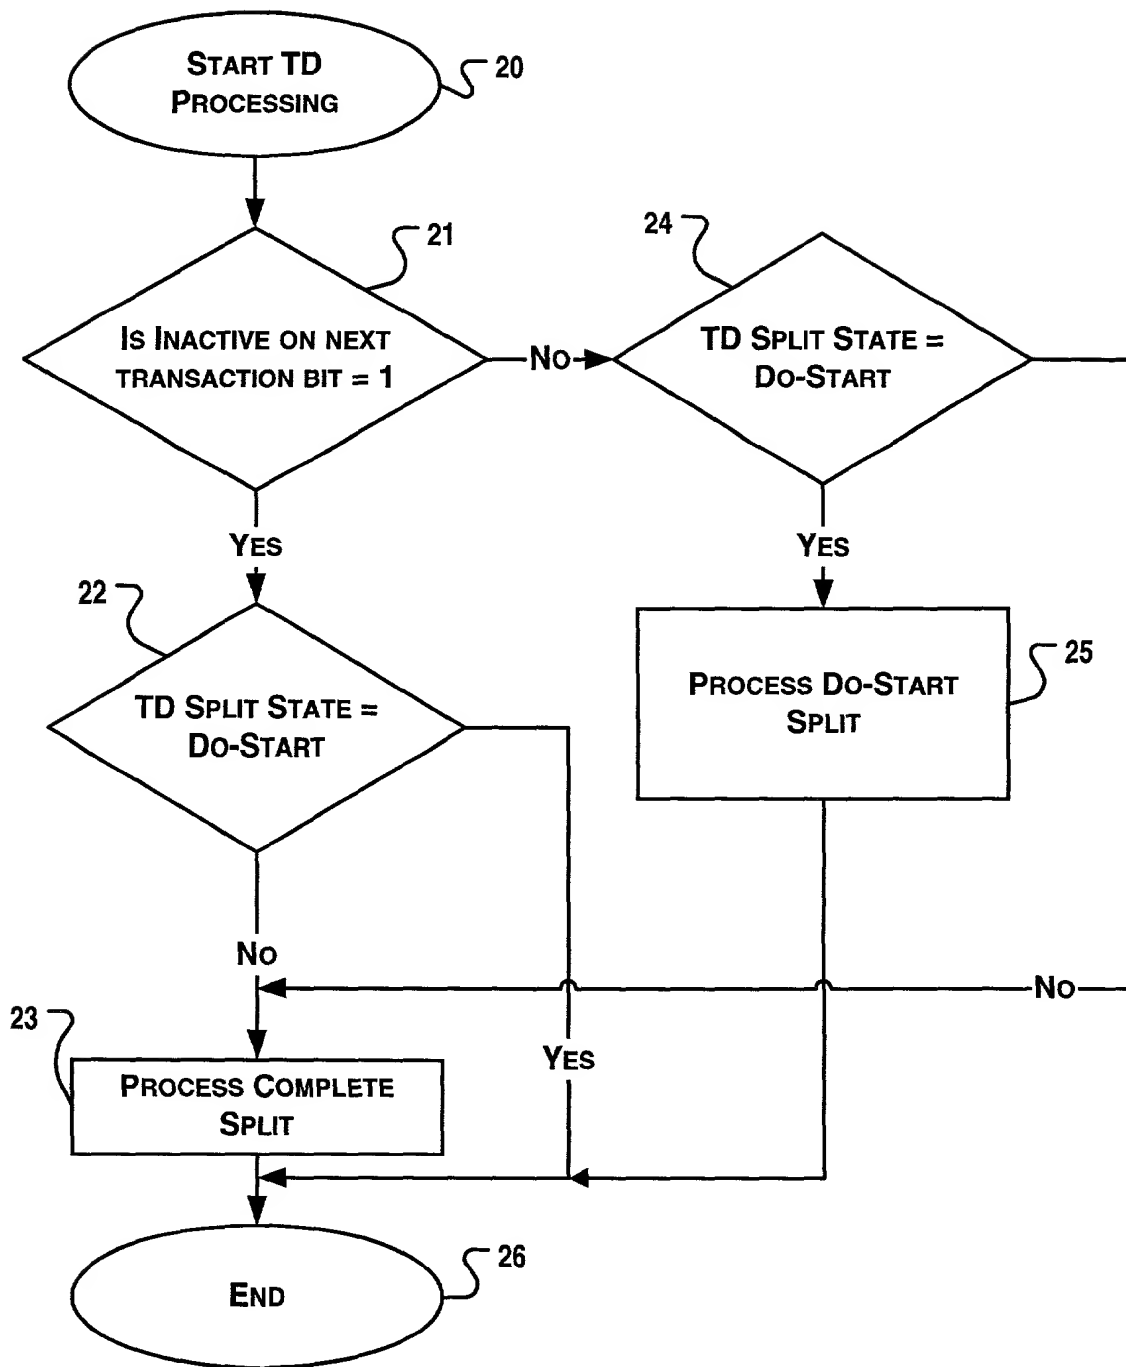 START TD
PROCESSING
20
21
IS INACTIVE ON NEXT
TRANSACTION BIT = 1
NO
24
TD SPLIT STATE =
DO-START
YES
YES
22
TD SPLIT STATE =
DO-START
PROCESS DO-START
SPLIT
25
NO
NO
23
YES
PROCESS COMPLETE
SPLIT
END
26